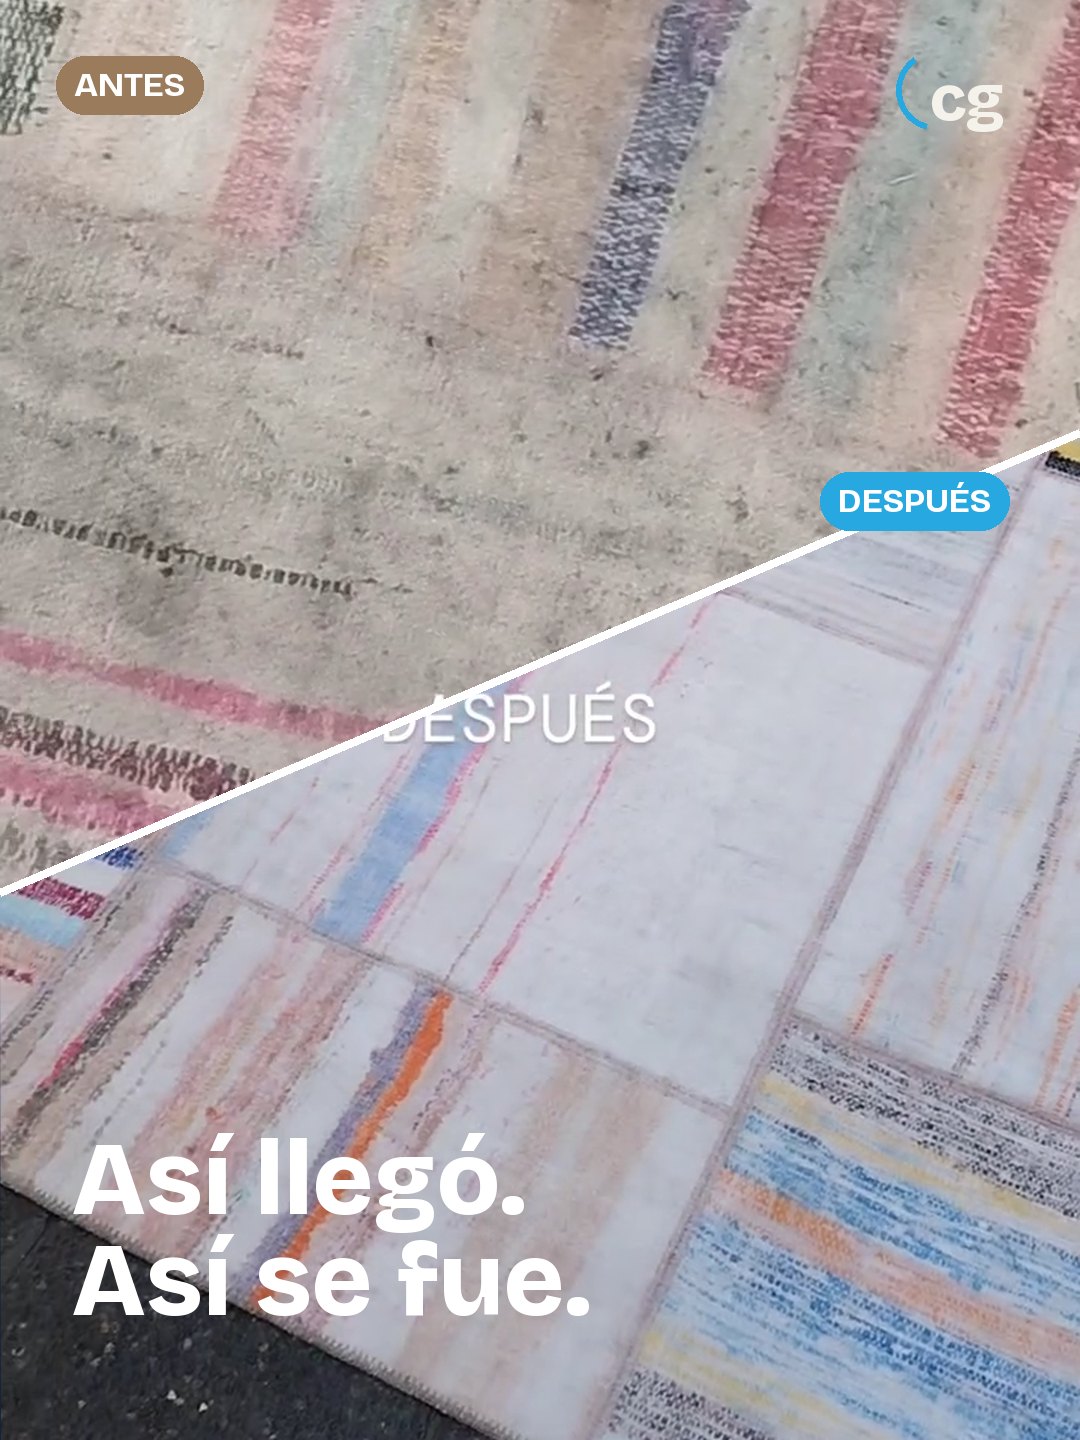 ANTES
cg
DESPUÉS
DESPUÉS
Así llegó.
Así se fue.